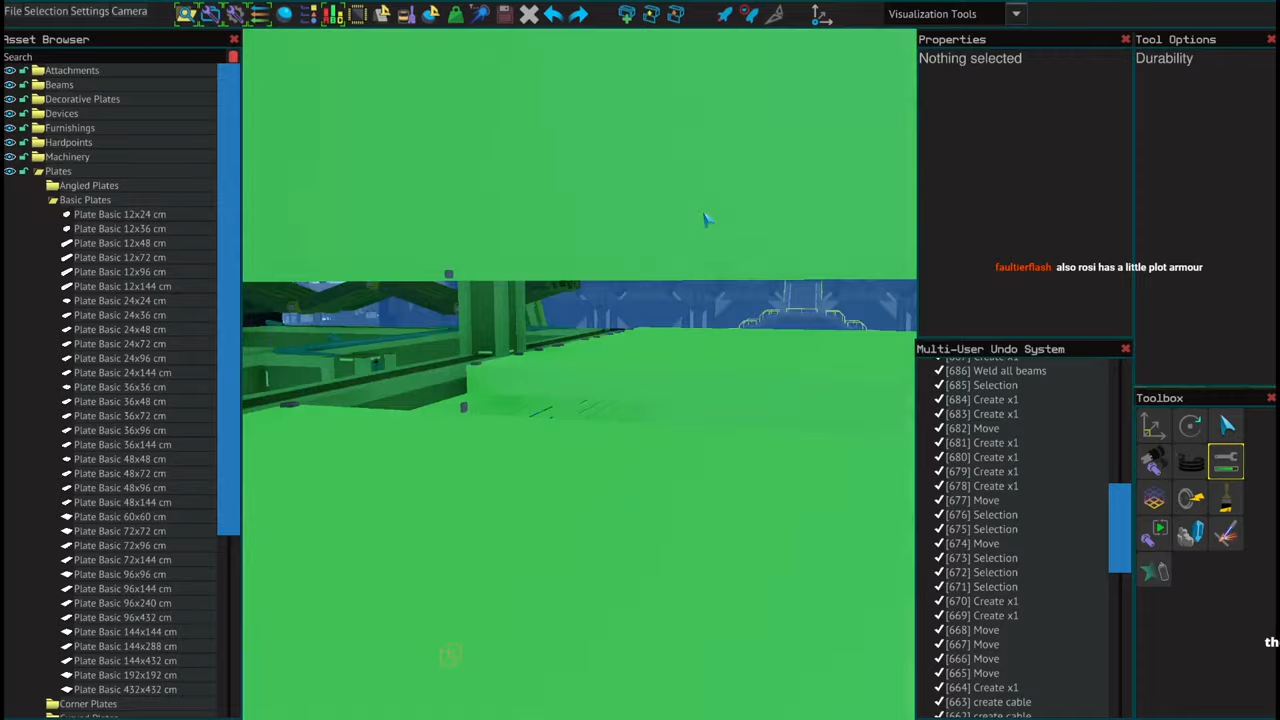 File Selection Settings Camera
Visualization Tools
Asset Browser
Search
Attachments
Beams
Decorative Plates
Devices
Furnishings
Hardpoints
Machinery
Plates
Angled Plates
Basic Plates
Plate Basic 12x24 cm
Plate Basic 12x36 cm
Plate Basic 12x48 cm
Plate Basic 12x72 cm
Plate Basic 12x96 cm
Plate Basic 12x144 cm
Plate Basic 24x24 cm
Plate Basic 24x36 cm
Plate Basic 24x48 cm
Plate Basic 24x72 cm
Plate Basic 24x96 cm
Plate Basic 24x144 cm
Plate Basic 36x36 cm
Plate Basic 36x48 cm
Plate Basic 36x72 cm
Plate Basic 36x96 cm
Plate Basic 36x144 cm
Plate Basic 48x48 cm
Plate Basic 48x72 cm
Plate Basic 48x96 cm
Plate Basic 48x144 cm
Plate Basic 60x60 cm
Plate Basic 72x72 cm
Plate Basic 72x96 cm
Plate Basic 72x144 cm
Plate Basic 96x96 cm
Plate Basic 96x144 cm
Plate Basic 96x240 cm
Plate Basic 96x432 cm
Plate Basic 144x144 cm
Plate Basic 144x288 cm
Plate Basic 144x432 cm
Plate Basic 192x192 cm
Plate Basic 432x432 cm
Corner Plates
Properties
Nothing selected
Tool Options
Durability
faultierflash also rosi has a little plot armour
Multi-User Undo System
[686] Weld all beams
[685] Selection
[684] Create x1
[683] Create x1
[682] Move
[681] Create x1
[680] Create x1
[679] Create x1
[678] Create x1
[677] Move
[676] Selection
[675] Selection
[674] Move
[673] Selection
[672] Selection
[671] Selection
[670] Create x1
[669] Create x1
[668] Move
[667] Move
[666] Move
[665] Move
[664] Create x1
[663] create cable
Toolbox